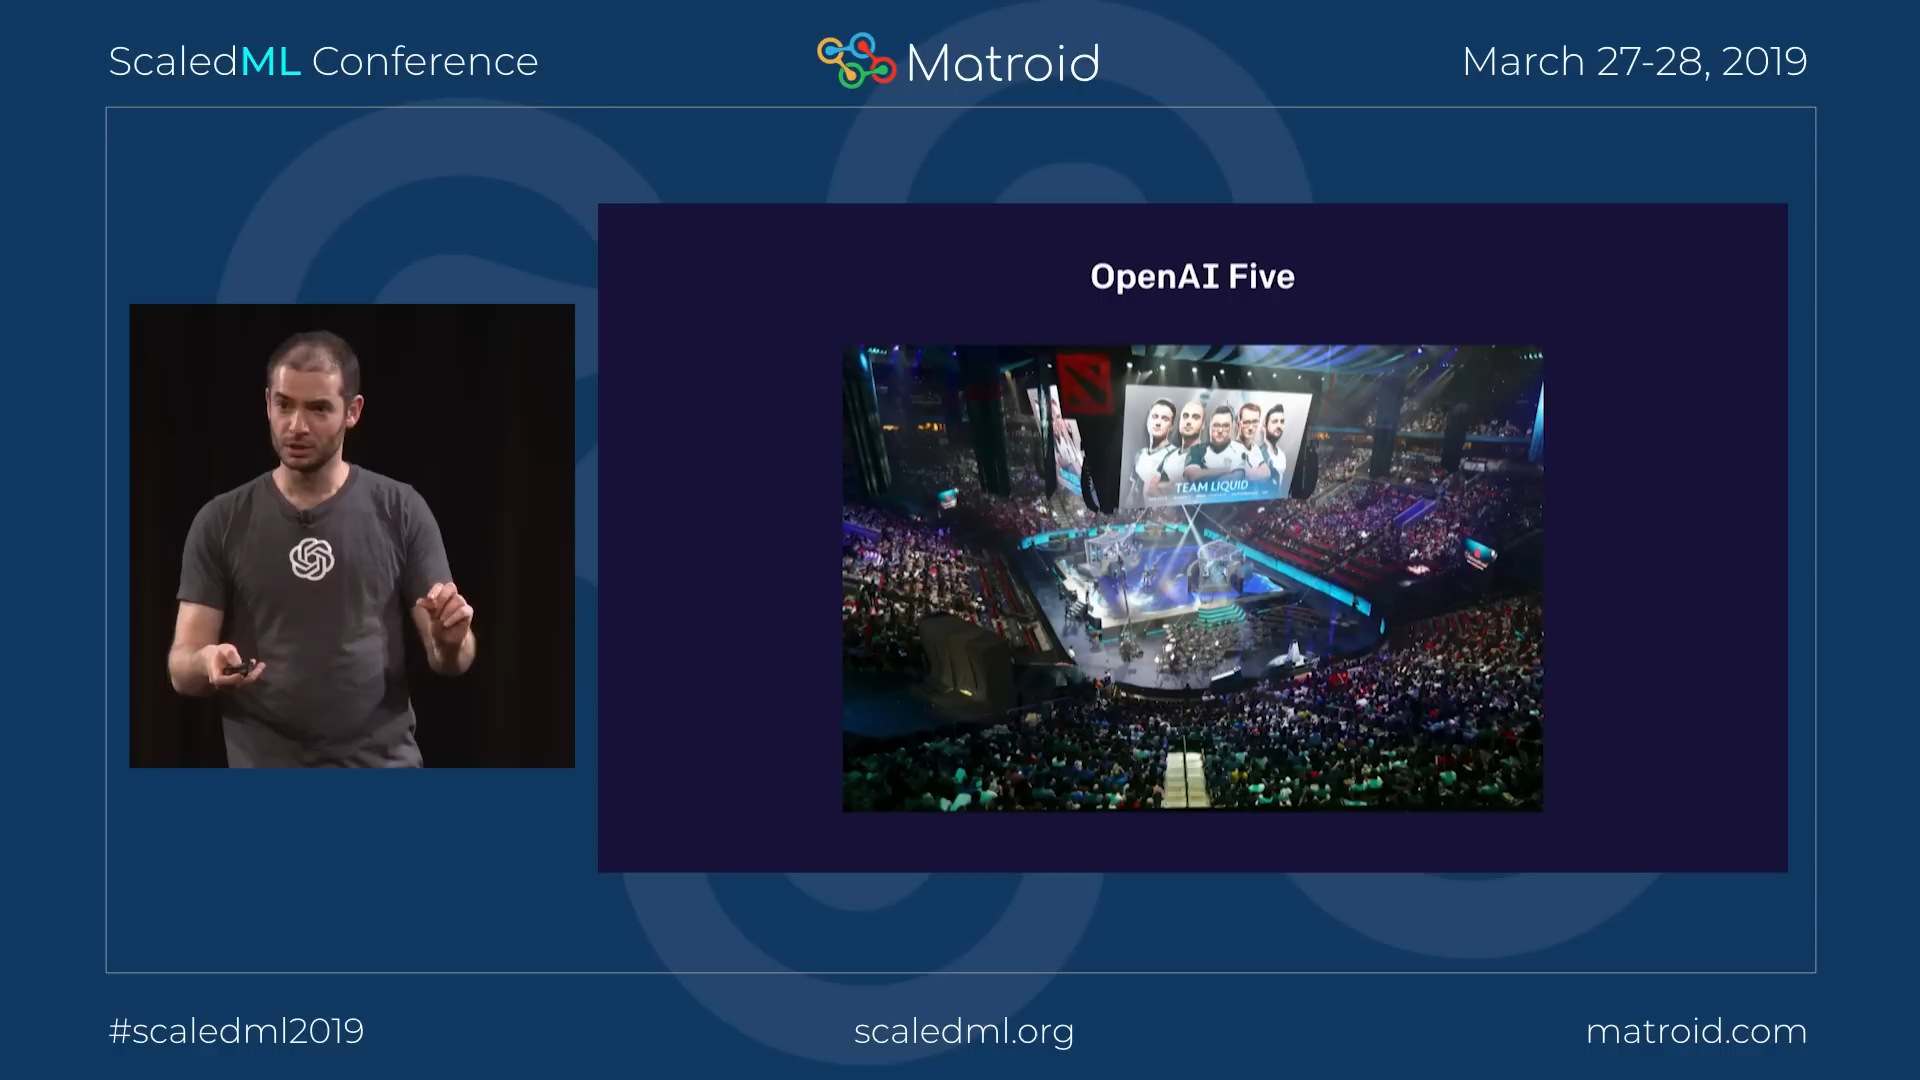 ScaledML Conference
Matroid
March 27-28, 2019
OpenAI Five
TEAM LIQUID
#scaledml2019
scaledml.org
matroid.com